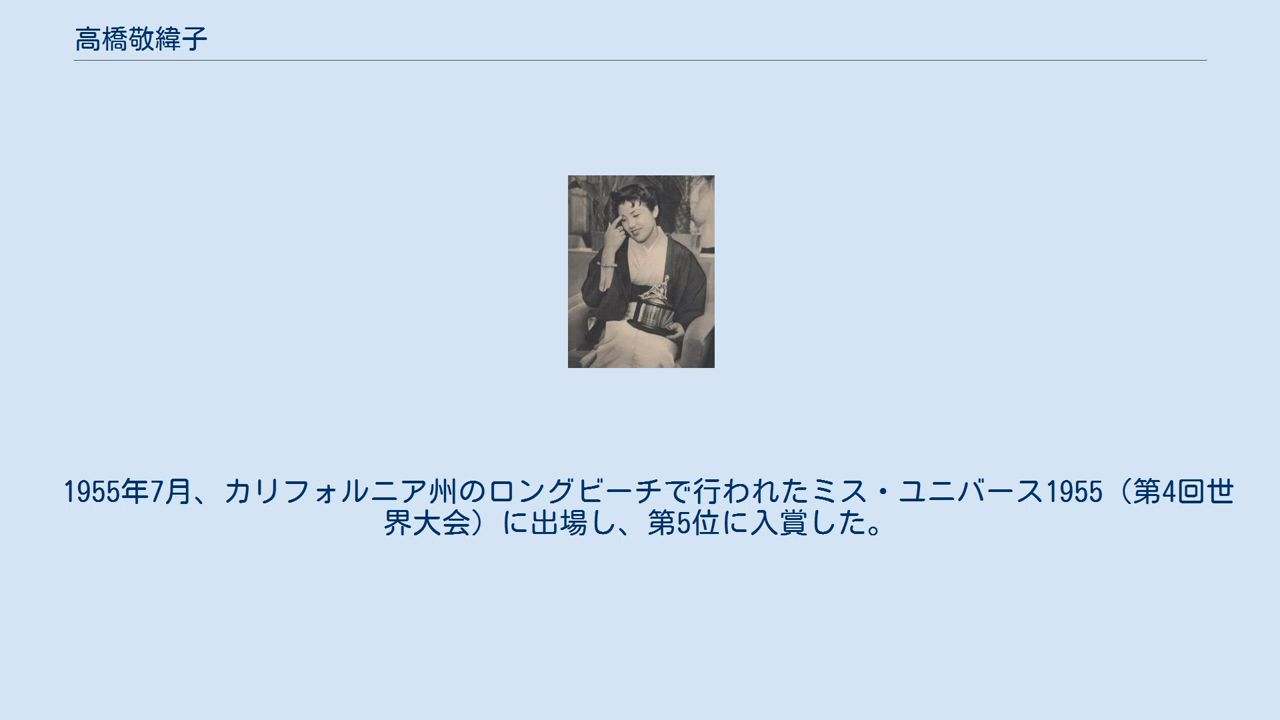 高橋敬緯子
1955年7月、カリフォルニア州のロングビーチで行われたミス・ユニバース1955（第4回世
界大会）に出場し、第5位に入賞した。